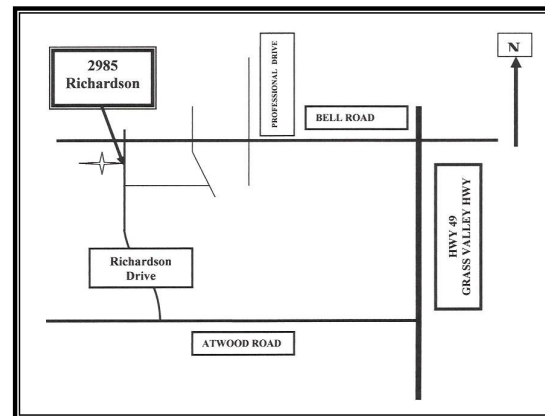 2985
Richardson
PROFESSIONAL DRIVE
N
BELL ROAD
HWY 49
GRASS VALLEY HWY
Richardson
Drive
ATWOOD ROAD